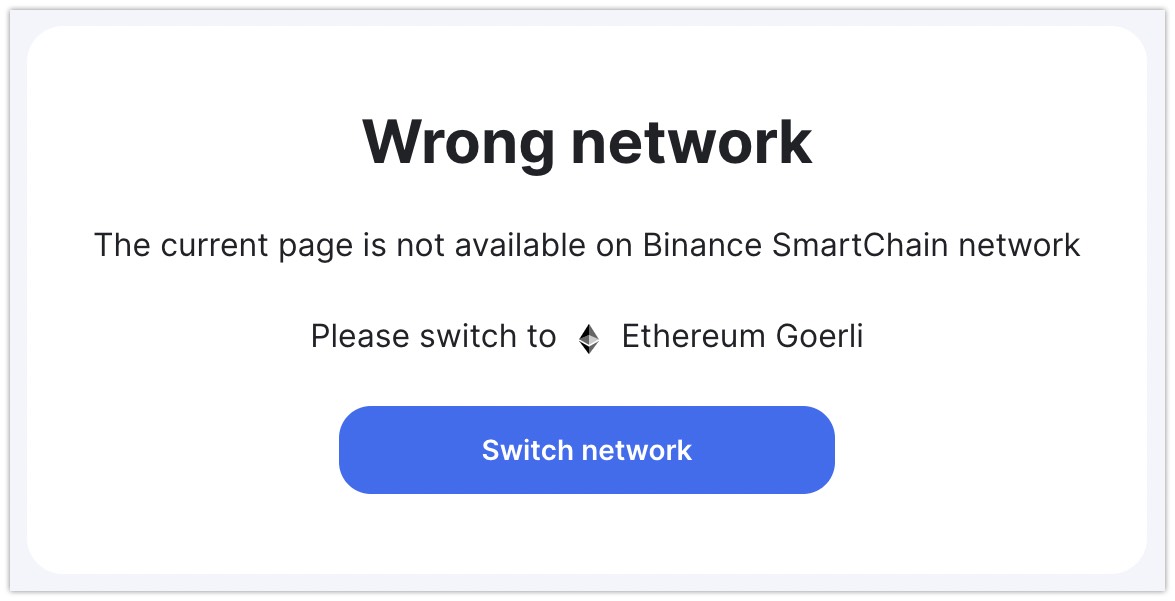 Wrong network
The current page is not available on Binance SmartChain network
Please switch to Ethereum Goerli
Switch network